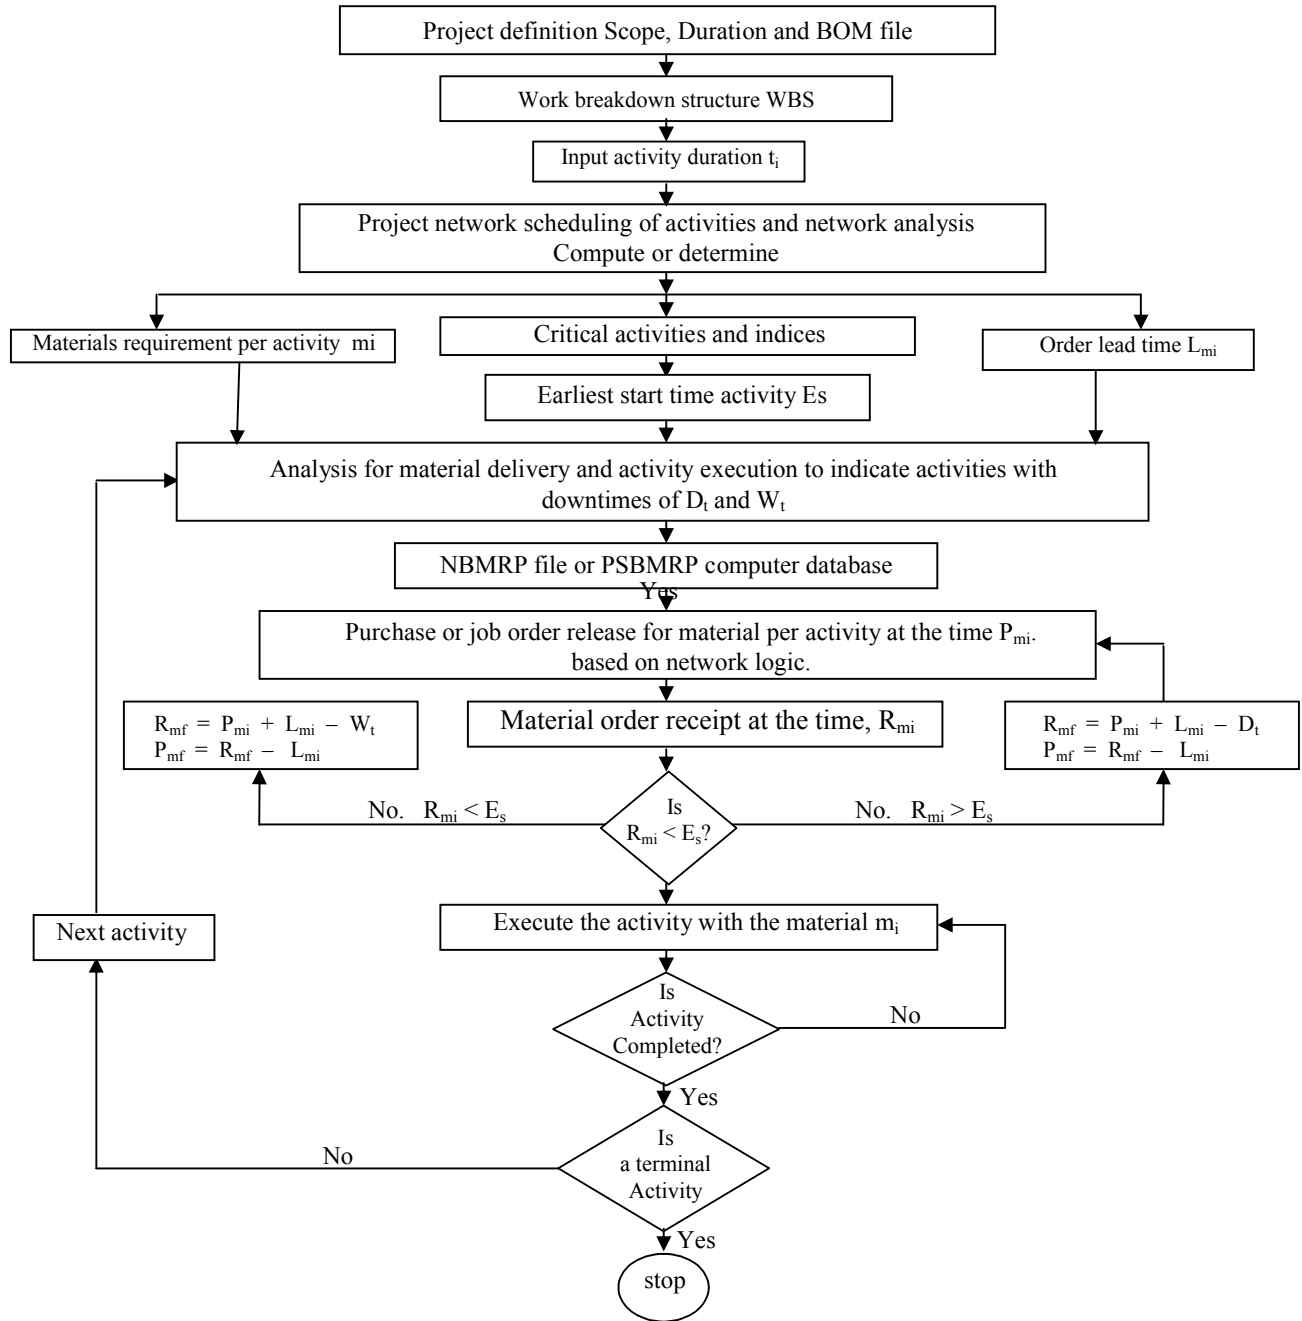 Project definition Scope, Duration and BOM file
Work breakdown structure WBS
Input activity duration tᵢ
Project network scheduling of activities and network analysis
Compute or determine
Materials requirement per activity mi
Critical activities and indices
Order lead time Lₘᵢ
Earliest start time activity Es
Analysis for material delivery and activity execution to indicate activities with
downtimes of Dₜ and Wₜ
NBMRP file or PSBMRP computer database
Yes
Purchase or job order release for material per activity at the time Pₘᵢ.
based on network logic.
R_mf = Pₘᵢ + Lₘᵢ – Wₜ
P_mf = R_mf – Lₘᵢ
Material order receipt at the time, Rₘᵢ
R_mf = Pₘᵢ + Lₘᵢ – Dₜ
P_mf = R_mf – Lₘᵢ
No. Rₘᵢ < Eₛ
Is
Rₘᵢ < Eₛ?
No. Rₘᵢ > Eₛ
Next activity
Execute the activity with the material mᵢ
Is
Activity
Completed?
No
Yes
Is
a terminal
Activity
No
Yes
stop